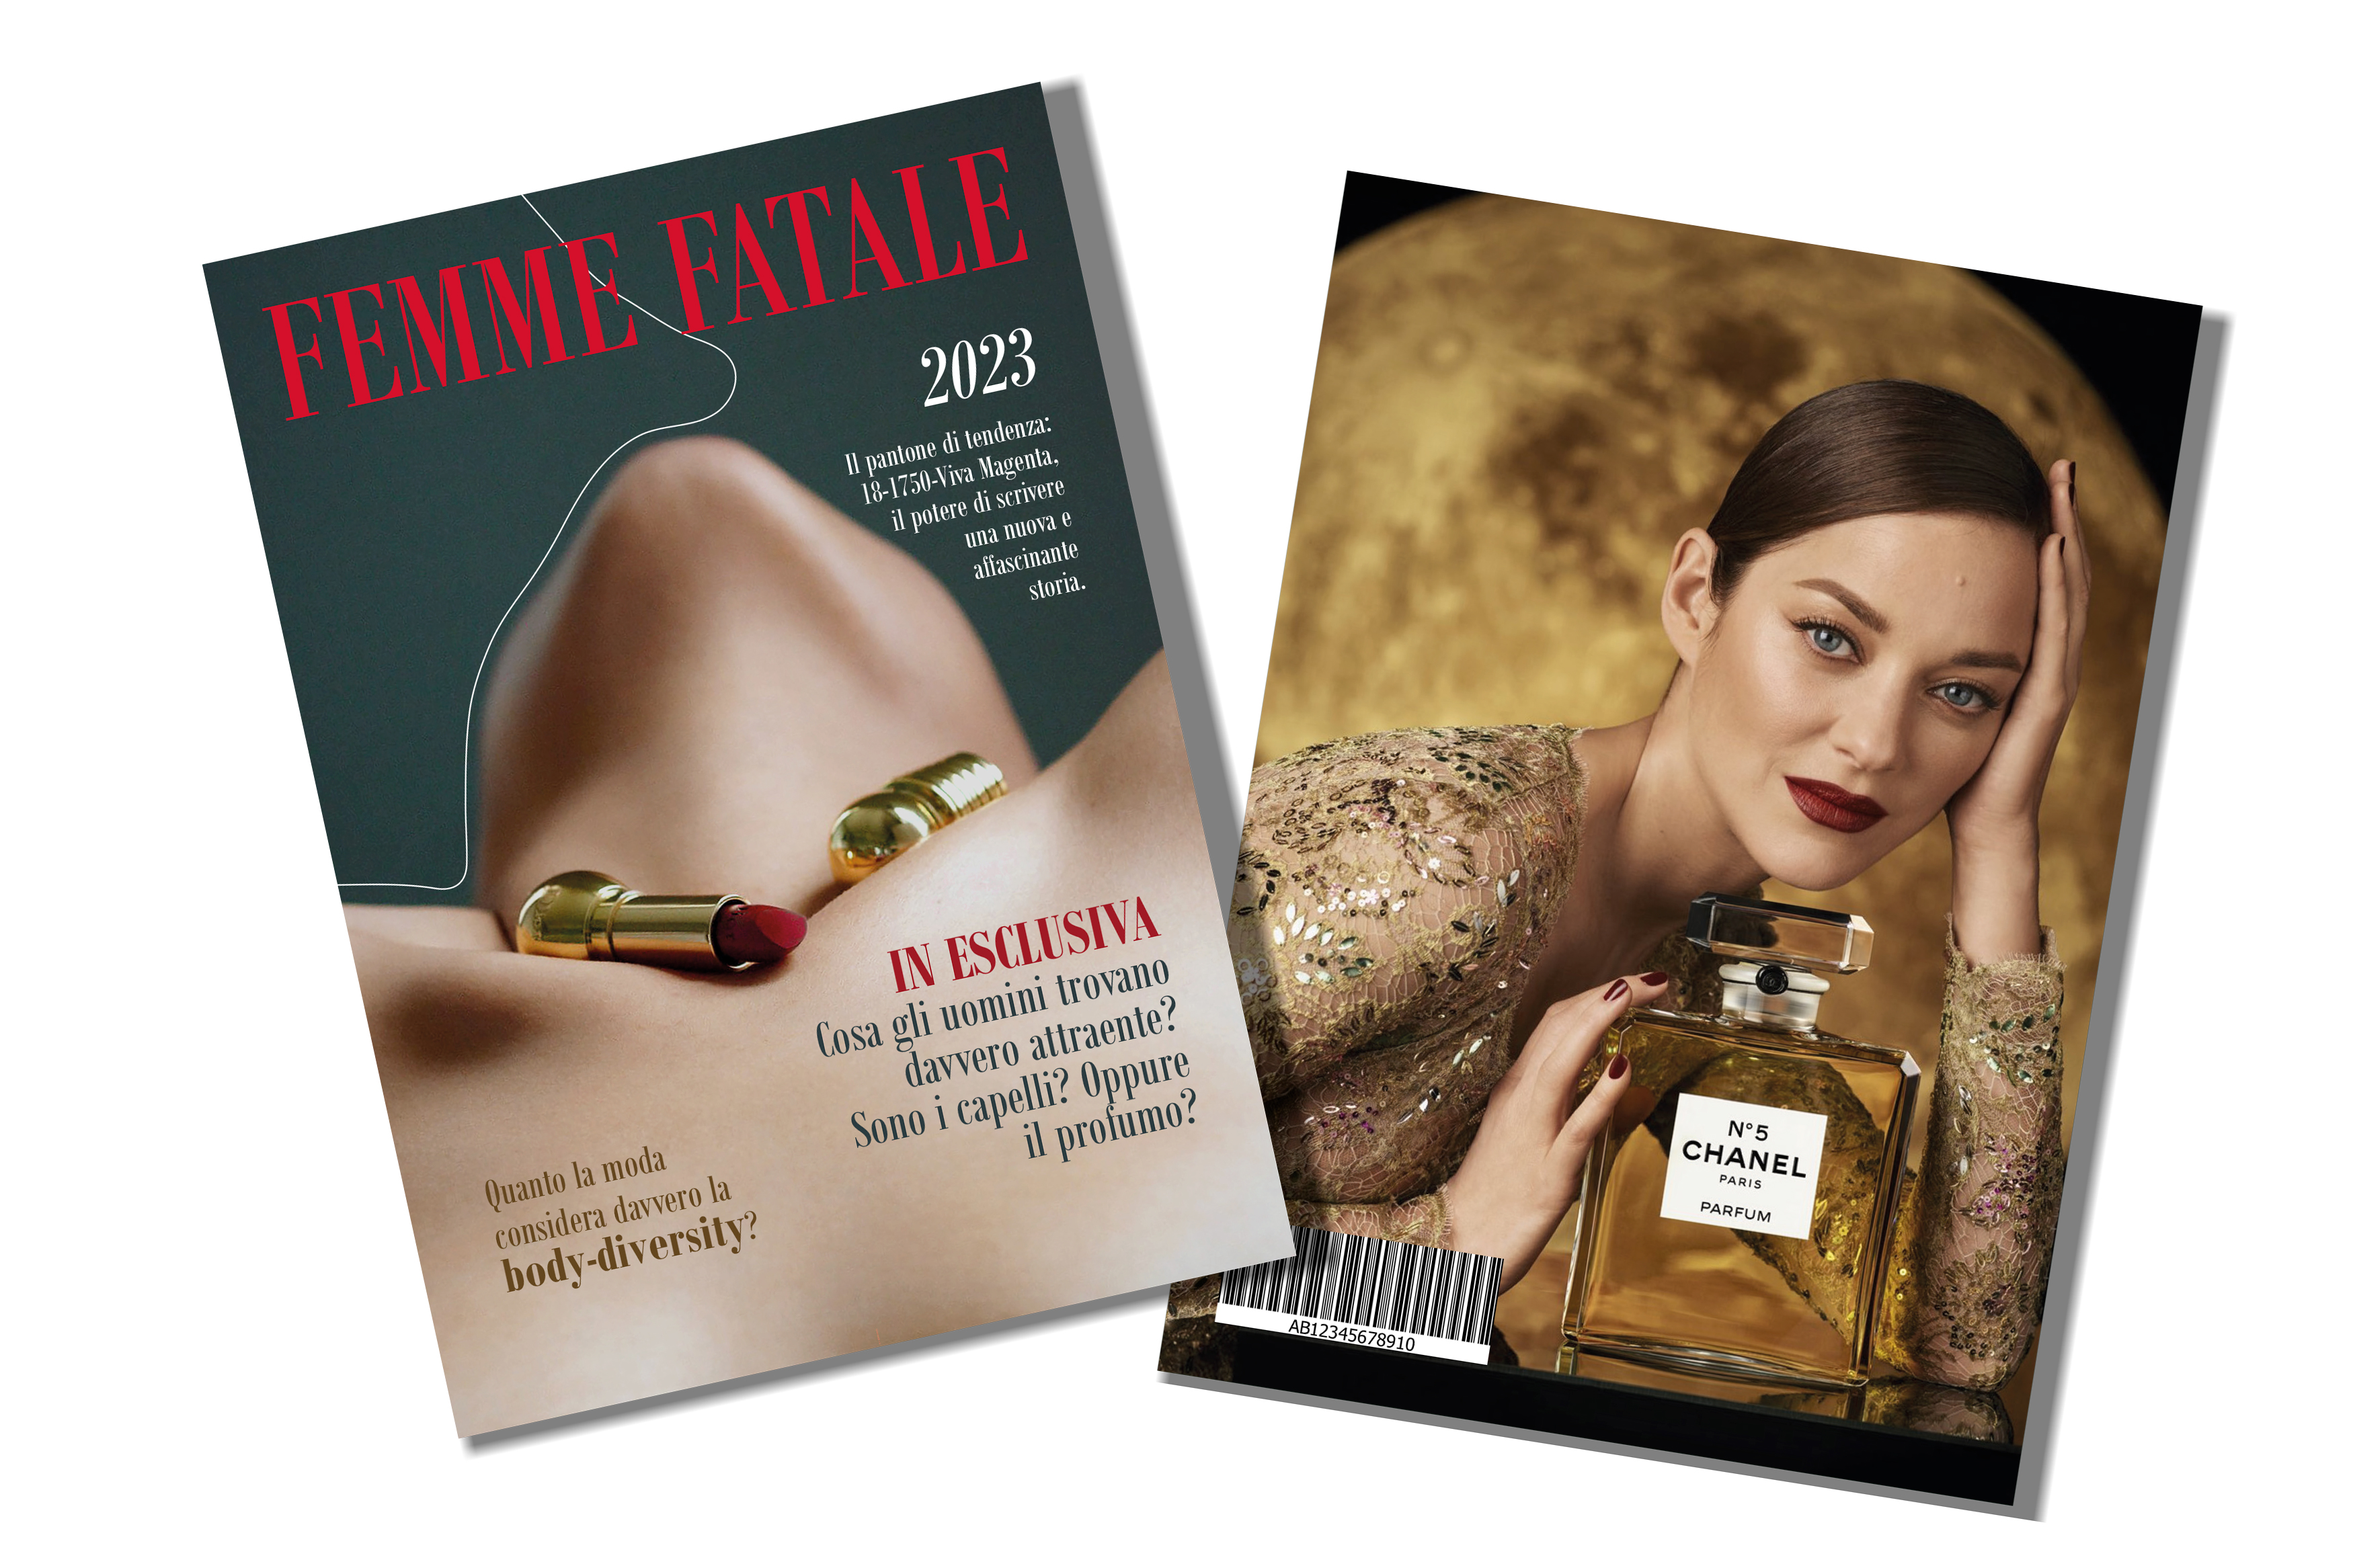 FEMME FATALE
2023
Il pantone di tendenza:
18-1750-Viva Magenta,
il potere di scrivere
una nuova e
affascinante
storia.
IN ESCLUSIVA
Cosa gli uomini trovano
davvero attraente?
Sono i capelli? Oppure
il profumo?
Quanto la moda
considera davvero la
body-diversity?
N°5
CHANEL
PARIS
PARFUM
AB12345678910